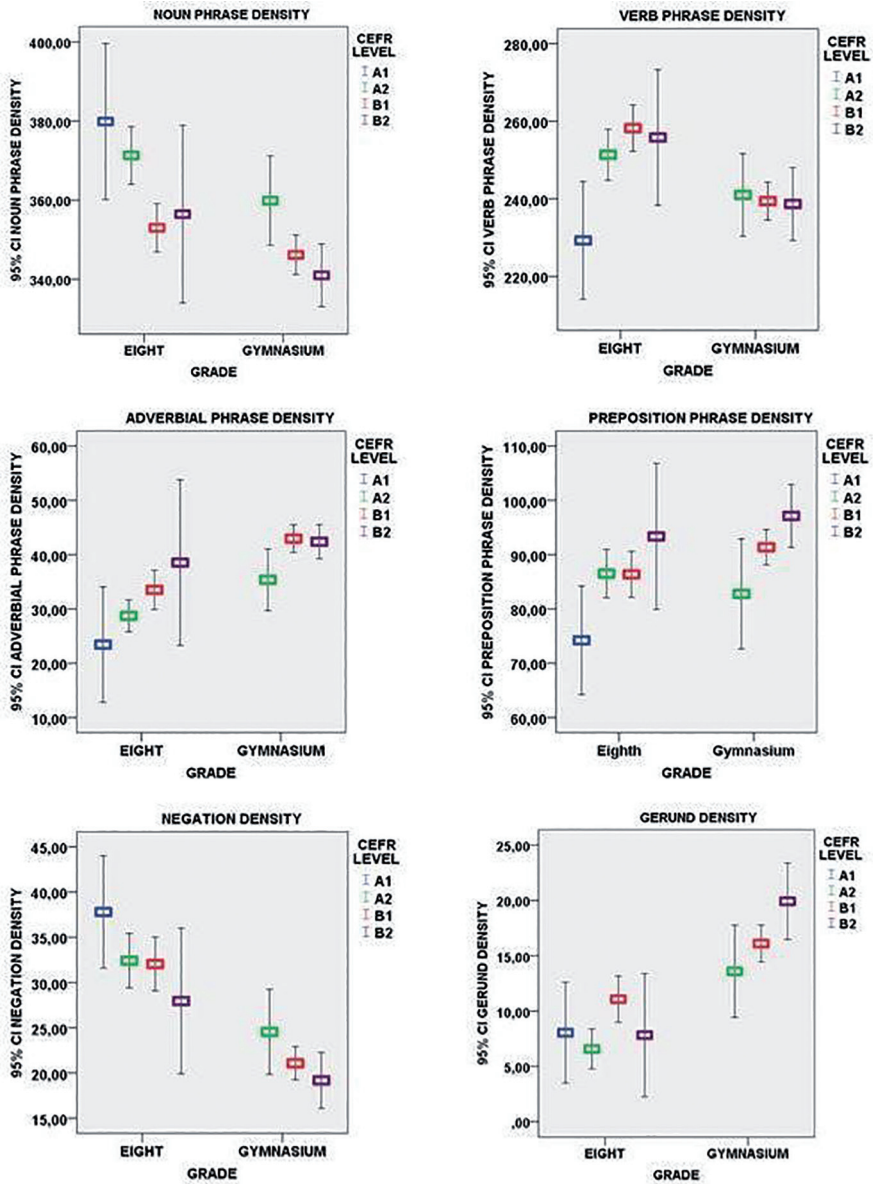 NOUN PHRASE DENSITY
95% CI NOUN PHRASE DENSITY
400,00
380,00
360,00
340,00
EIGHT GYMNASIUM
GRADE
CEFR
LEVEL
A1
A2
B1
B2
VERB PHRASE DENSITY
95% CI VERB PHRASE DENSITY
280,00
260,00
240,00
220,00
EIGHT GYMNASIUM
GRADE
CEFR
LEVEL
A1
A2
B1
B2
ADVERBIAL PHRASE DENSITY
95% CI ADVERBIAL PHRASE DENSITY
60,00
50,00
40,00
30,00
20,00
10,00
EIGHT GYMNASIUM
GRADE
CEFR
LEVEL
A1
A2
B1
B2
PREPOSITION PHRASE DENSITY
95% CI PREPOSITION PHRASE DENSITY
110,00
100,00
90,00
80,00
70,00
60,00
Eighth Gymnasium
GRADE
CEFR
LEVEL
A1
A2
B1
B2
NEGATION DENSITY
95% CI NEGATION DENSITY
45,00
40,00
35,00
30,00
25,00
20,00
15,00
EIGHT GYMNASIUM
GRADE
CEFR
LEVEL
A1
A2
B1
B2
GERUND DENSITY
95% CI GERUND DENSITY
25,00
20,00
15,00
10,00
5,00
,00
EIGHT GYMNASIUM
GRADE
CEFR
LEVEL
A1
A2
B1
B2